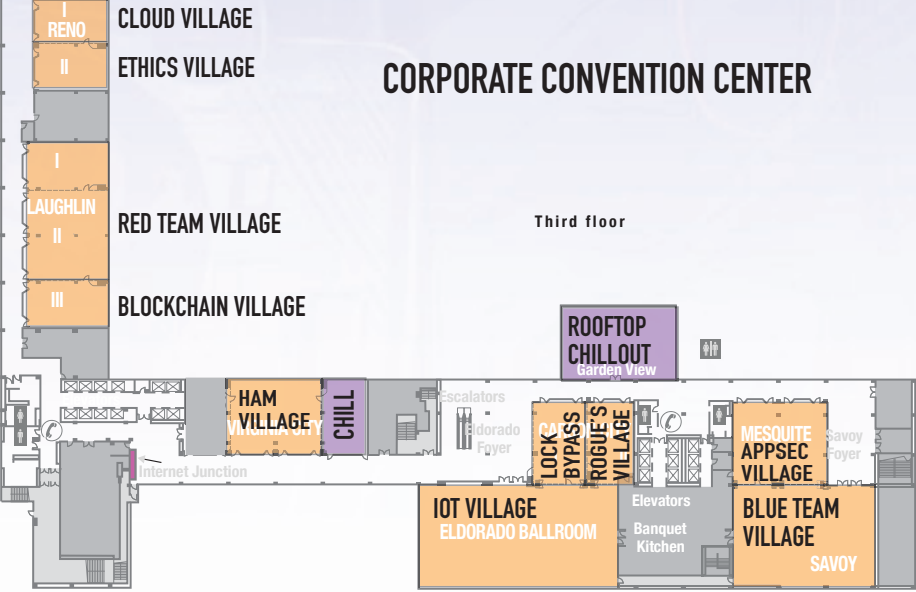 I
RENO
CLOUD VILLAGE
II
ETHICS VILLAGE
CORPORATE CONVENTION CENTER
I
LAUGHLIN
II
RED TEAM VILLAGE
Third floor
III
BLOCKCHAIN VILLAGE
ROOFTOP
CHILLOUT
Garden View
HAM
VILLAGE
VIRGINIA CITY
CHILL
Escalators
Eldorado
Foyer
LOCK
BYPASS
ROGUE'S
VILLAGE
MESQUITE
APPSEC
VILLAGE
Savoy
Foyer
Internet Junction
IOT VILLAGE
ELDORADO BALLROOM
Elevators
Banquet
Kitchen
BLUE TEAM
VILLAGE
SAVOY